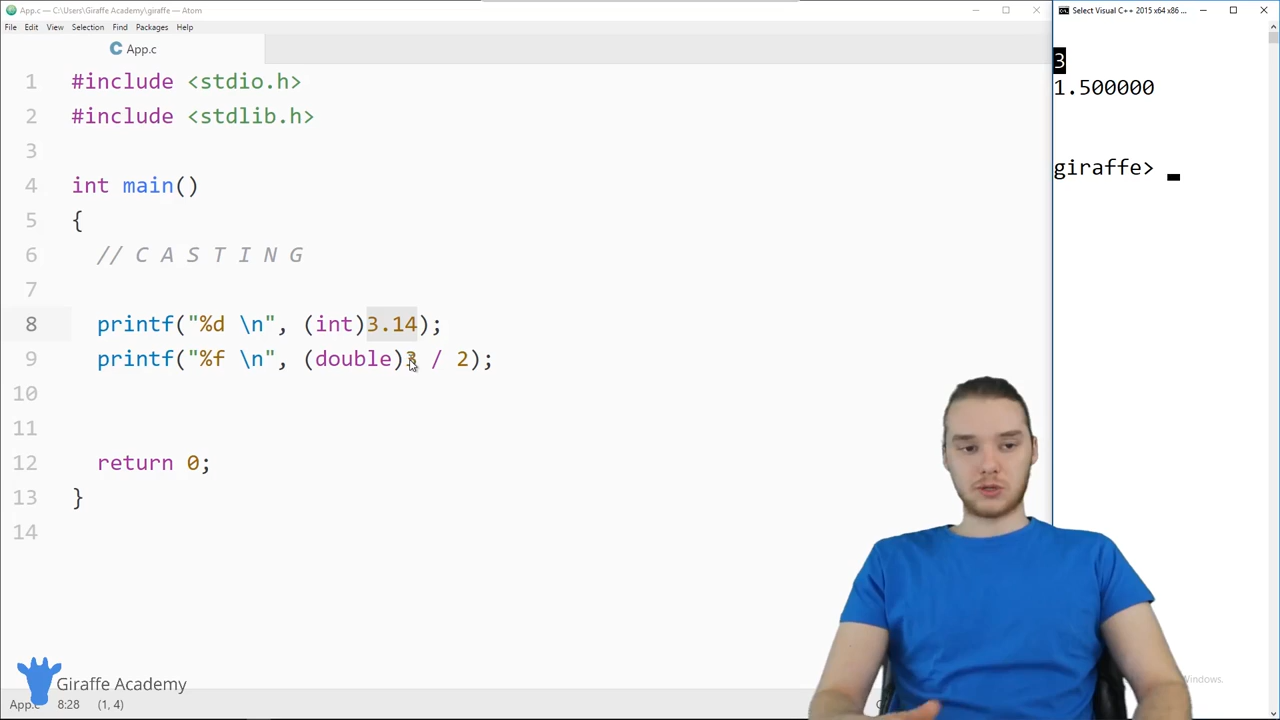 App.c — C:\Users\Giraffe Academy\giraffe — Atom
File Edit View Selection Find Packages Help
App.c
1 #include <stdio.h>
2 #include <stdlib.h>
3
4 int main()
5 {
6 // C A S T I N G
7
8 printf("%d \n", (int)3.14);
9 printf("%f \n", (double)3 / 2);
10
11
12 return 0;
13 }
14
Giraffe Academy
App.c 8:28 (1, 4)
Select Visual C++ 2015 x64 x86 ...
3
1.500000
giraffe>
Windows.